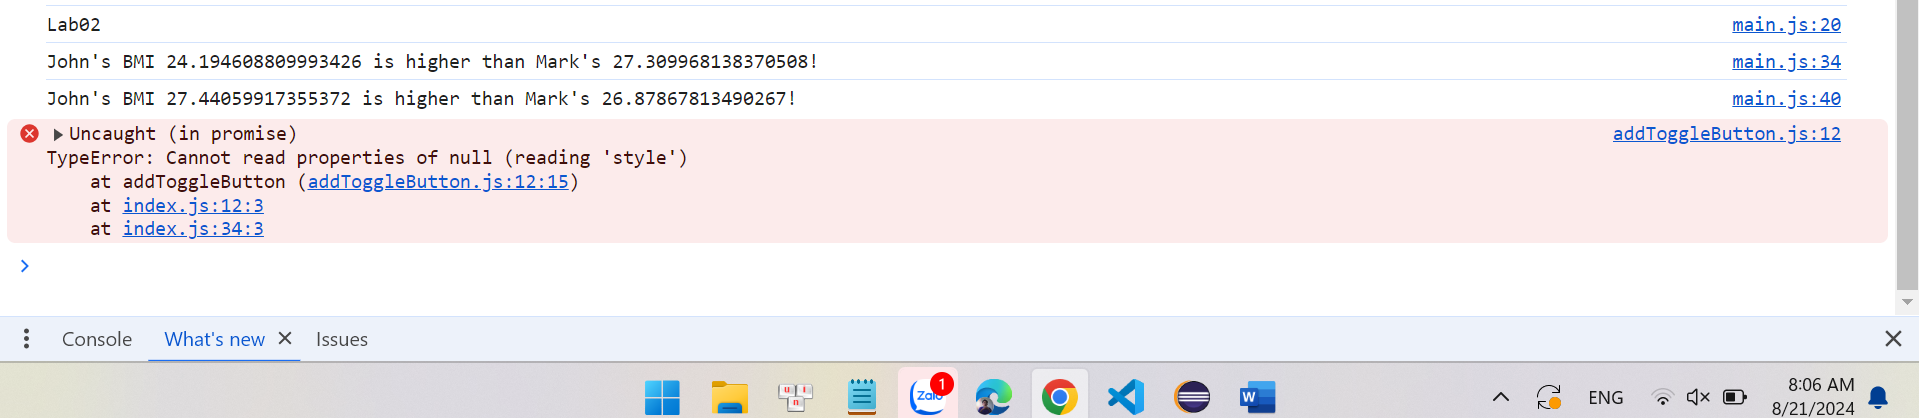 Lab02 main.js:20
John's BMI 24.194608809993426 is higher than Mark's 27.309968138370508! main.js:34
John's BMI 27.44059917355372 is higher than Mark's 26.87867813490267! main.js:40
Uncaught (in promise) addToggleButton.js:12
TypeError: Cannot read properties of null (reading 'style')
at addToggleButton (addToggleButton.js:12:15)
at index.js:12:3
at index.js:34:3
Console What's new Issues
Zalo 1
W
ENG
8:06 AM
8/21/2024